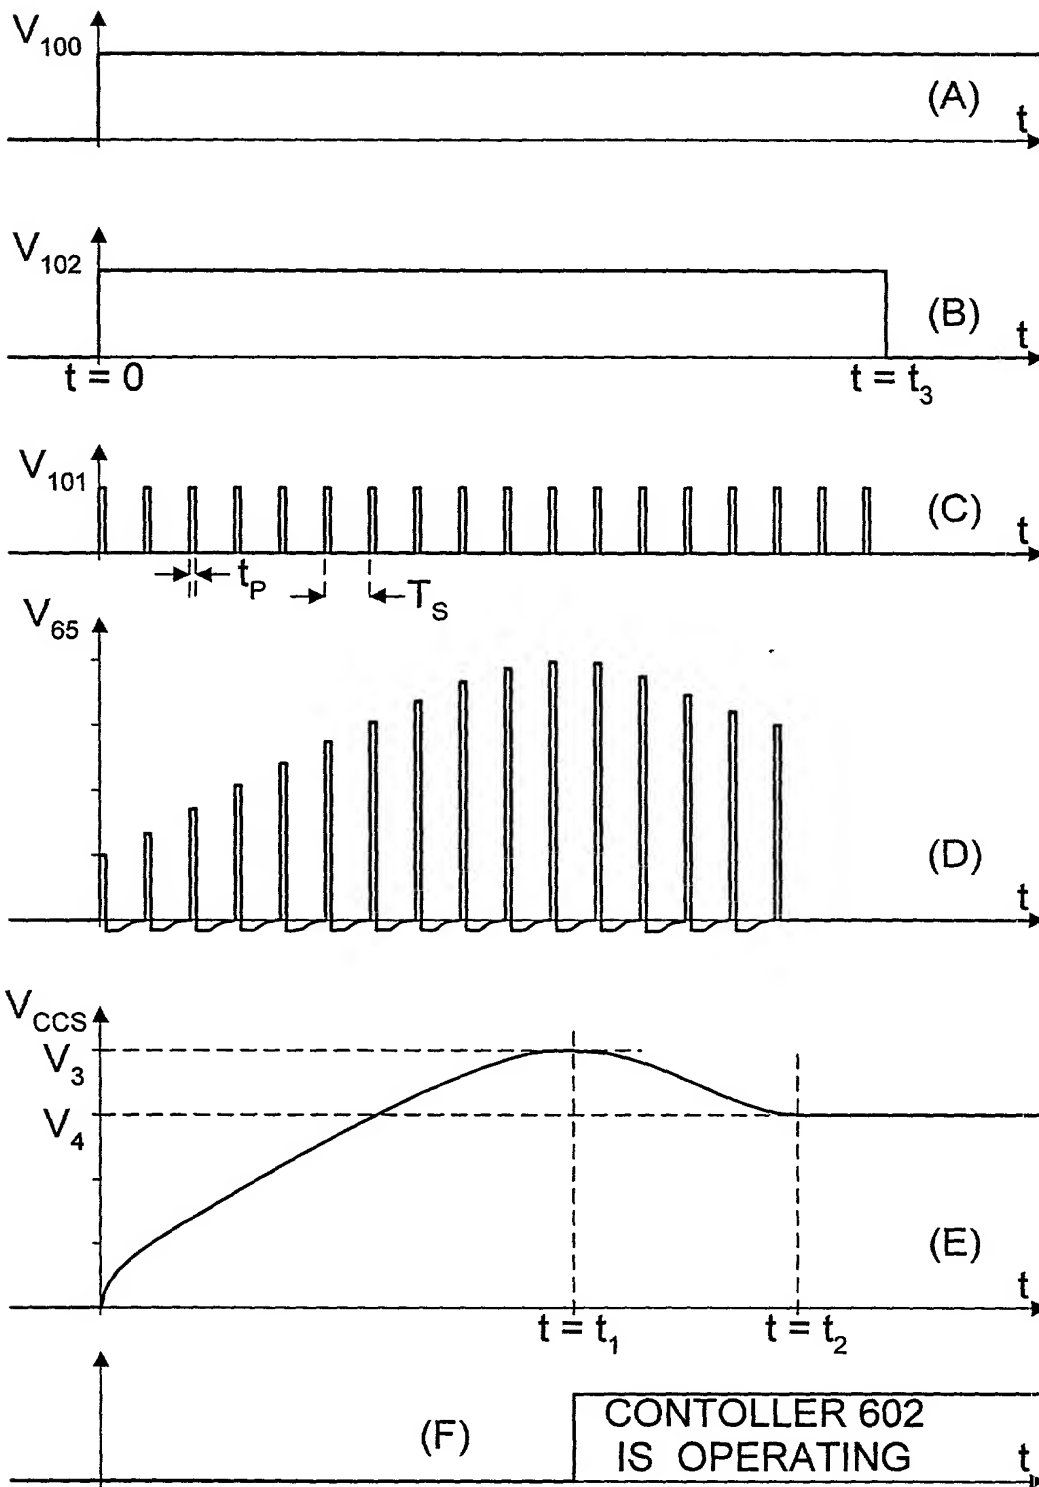 V100
(A)
t
V102
(B)
t
t = 0
t = t3
V101
(C)
t
tP
TS
V65
(D)
t
VCCS
V3
V4
(E)
t
t = t1
t = t2
(F)
CONTOLLER 602
IS OPERATING
t